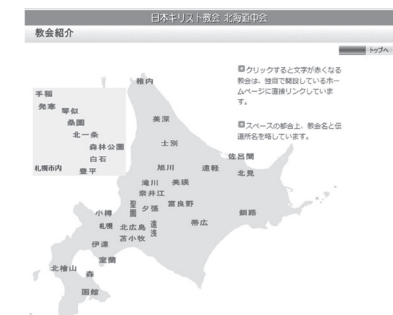 日本キリスト教会 北海道中会
教会紹介
トップへ
クリックすると文字が赤くなる
教会は、独自で開設しているホー
ムページに直接リンクしていま
す。
スペースの都合上、教会名と伝
道所名を略しています。
稚内
手稲
発寒
琴似
桑園
北一条
森林公園
白石
豊平
札幌市内
美深
士別
佐呂間
旭川
遠軽
北見
滝川
美瑛
奈井江
聖園
夕張
富良野
小樽
釧路
札幌
北広島
遠浅
帯広
苫小牧
伊達
室蘭
北檜山
森
函館